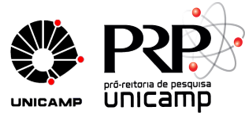 UNICAMP
PRP
pró-reitoria de pesquisa
unicamp